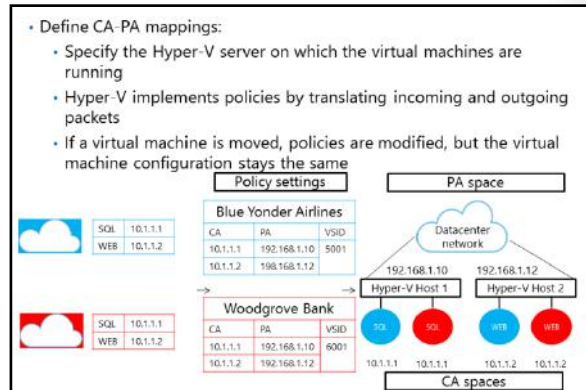 • Define CA-PA mappings:
• Specify the Hyper-V server on which the virtual machines are
running
• Hyper-V implements policies by translating incoming and outgoing
packets
• If a virtual machine is moved, policies are modified, but the virtual
machine configuration stays the same
Policy settings
PA space
Blue Yonder Airlines
CA PA VSID
10.1.1.1 192.168.1.10 5001
10.1.1.2 198.168.1.12
SQL 10.1.1.1
WEB 10.1.1.2
Datacenter
network
192.168.1.10 192.168.1.12
Hyper-V Host 1 Hyper-V Host 2
Woodgrove Bank
CA PA VSID
10.1.1.1 192.168.1.10 6001
10.1.1.2 192.168.1.12
SQL 10.1.1.1
WEB 10.1.1.2
SQL SQL WEB WEB
10.1.1.1 10.1.1.1 10.1.1.2 10.1.1.2
CA spaces